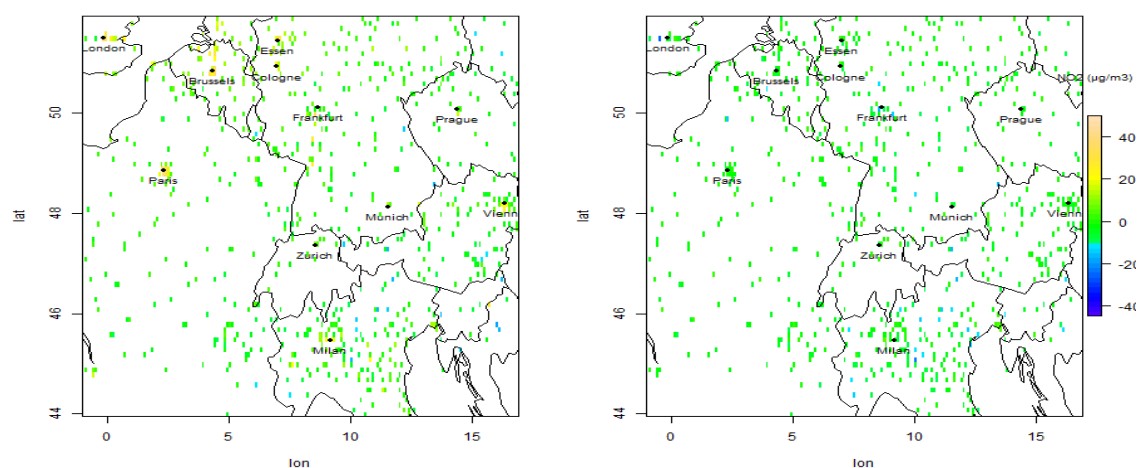 London
Essen
Brussels
Cologne
Frankfurt
Prague
Paris
Munich
Vienn
Zurich
Milan
44
46
48
50
lat
0
5
10
15
lon
London
Essen
Brussels
Cologne
Frankfurt
Prague
Paris
Munich
Vienn
Zurich
Milan
44
46
48
50
lat
0
5
10
15
lon
NO2 (µg/m3)
40
20
0
-20
-40